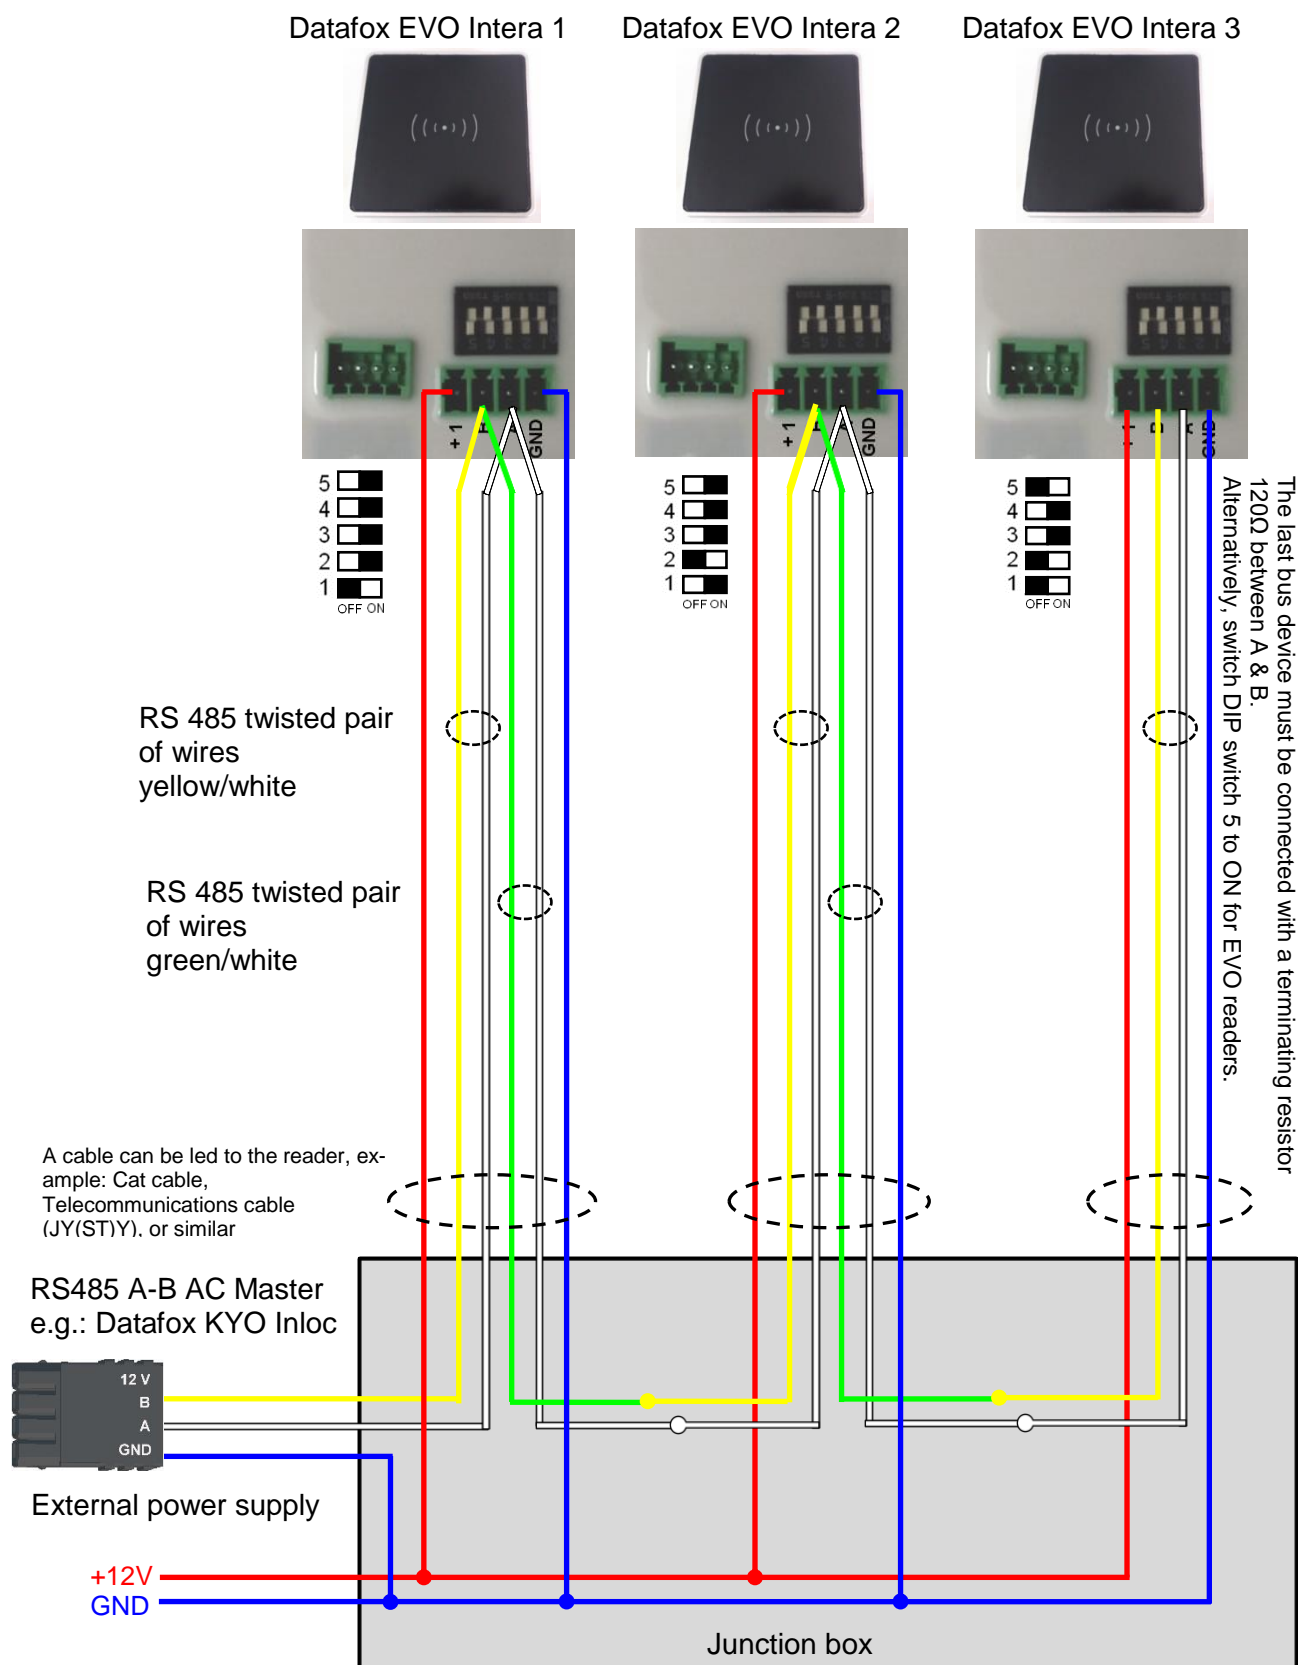 Datafox EVO Intera 1
Datafox EVO Intera 2
Datafox EVO Intera 3
+ 1
GND
+ 1
GND
B
A
GND
5
4
3
2
1
OFF ON
5
4
3
2
1
OFF ON
5
4
3
2
1
OFF ON
The last bus device must be connected with a terminating resistor
120Ω between A & B.
Alternatively, switch DIP switch 5 to ON for EVO readers.
RS 485 twisted pair
of wires
yellow/white
RS 485 twisted pair
of wires
green/white
A cable can be led to the reader, ex-
ample: Cat cable,
Telecommunications cable
(JY(ST)Y), or similar
RS485 A-B AC Master
e.g.: Datafox KYO Inloc
12 V
B
A
GND
External power supply
+12V
GND
Junction box